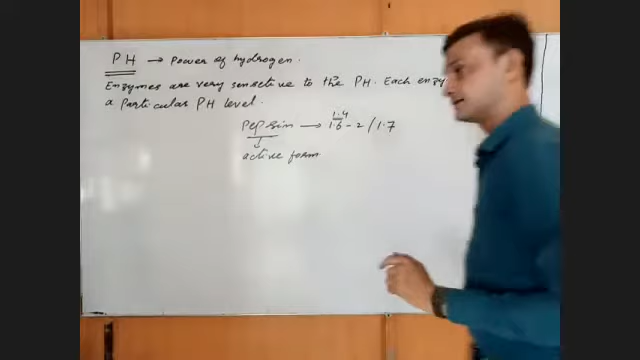 PH → Power of hydrogen.
Enzymes are very sensetive to the PH. Each enzy
a Particular PH level.
1.4
Pepsin → 1.6 - 2 / 1.7
↓
active form